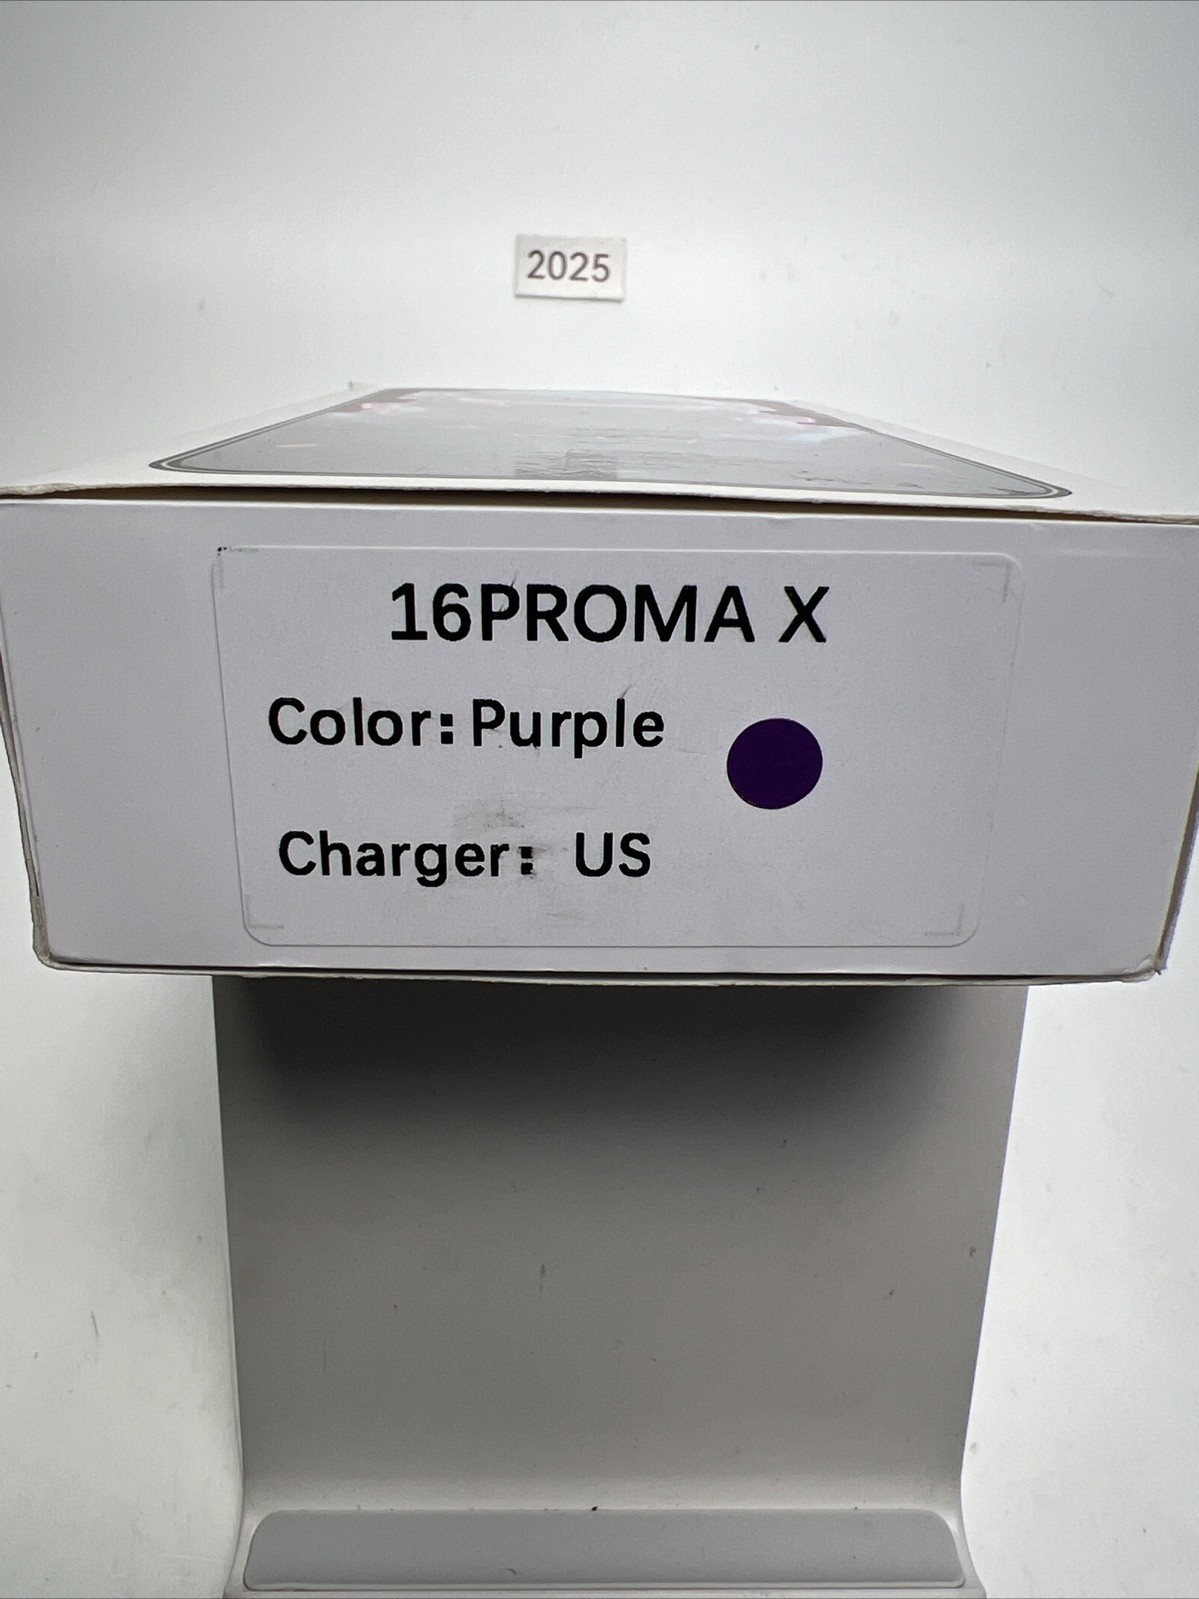 2025
16PROMA X
Color: Purple
Charger: US